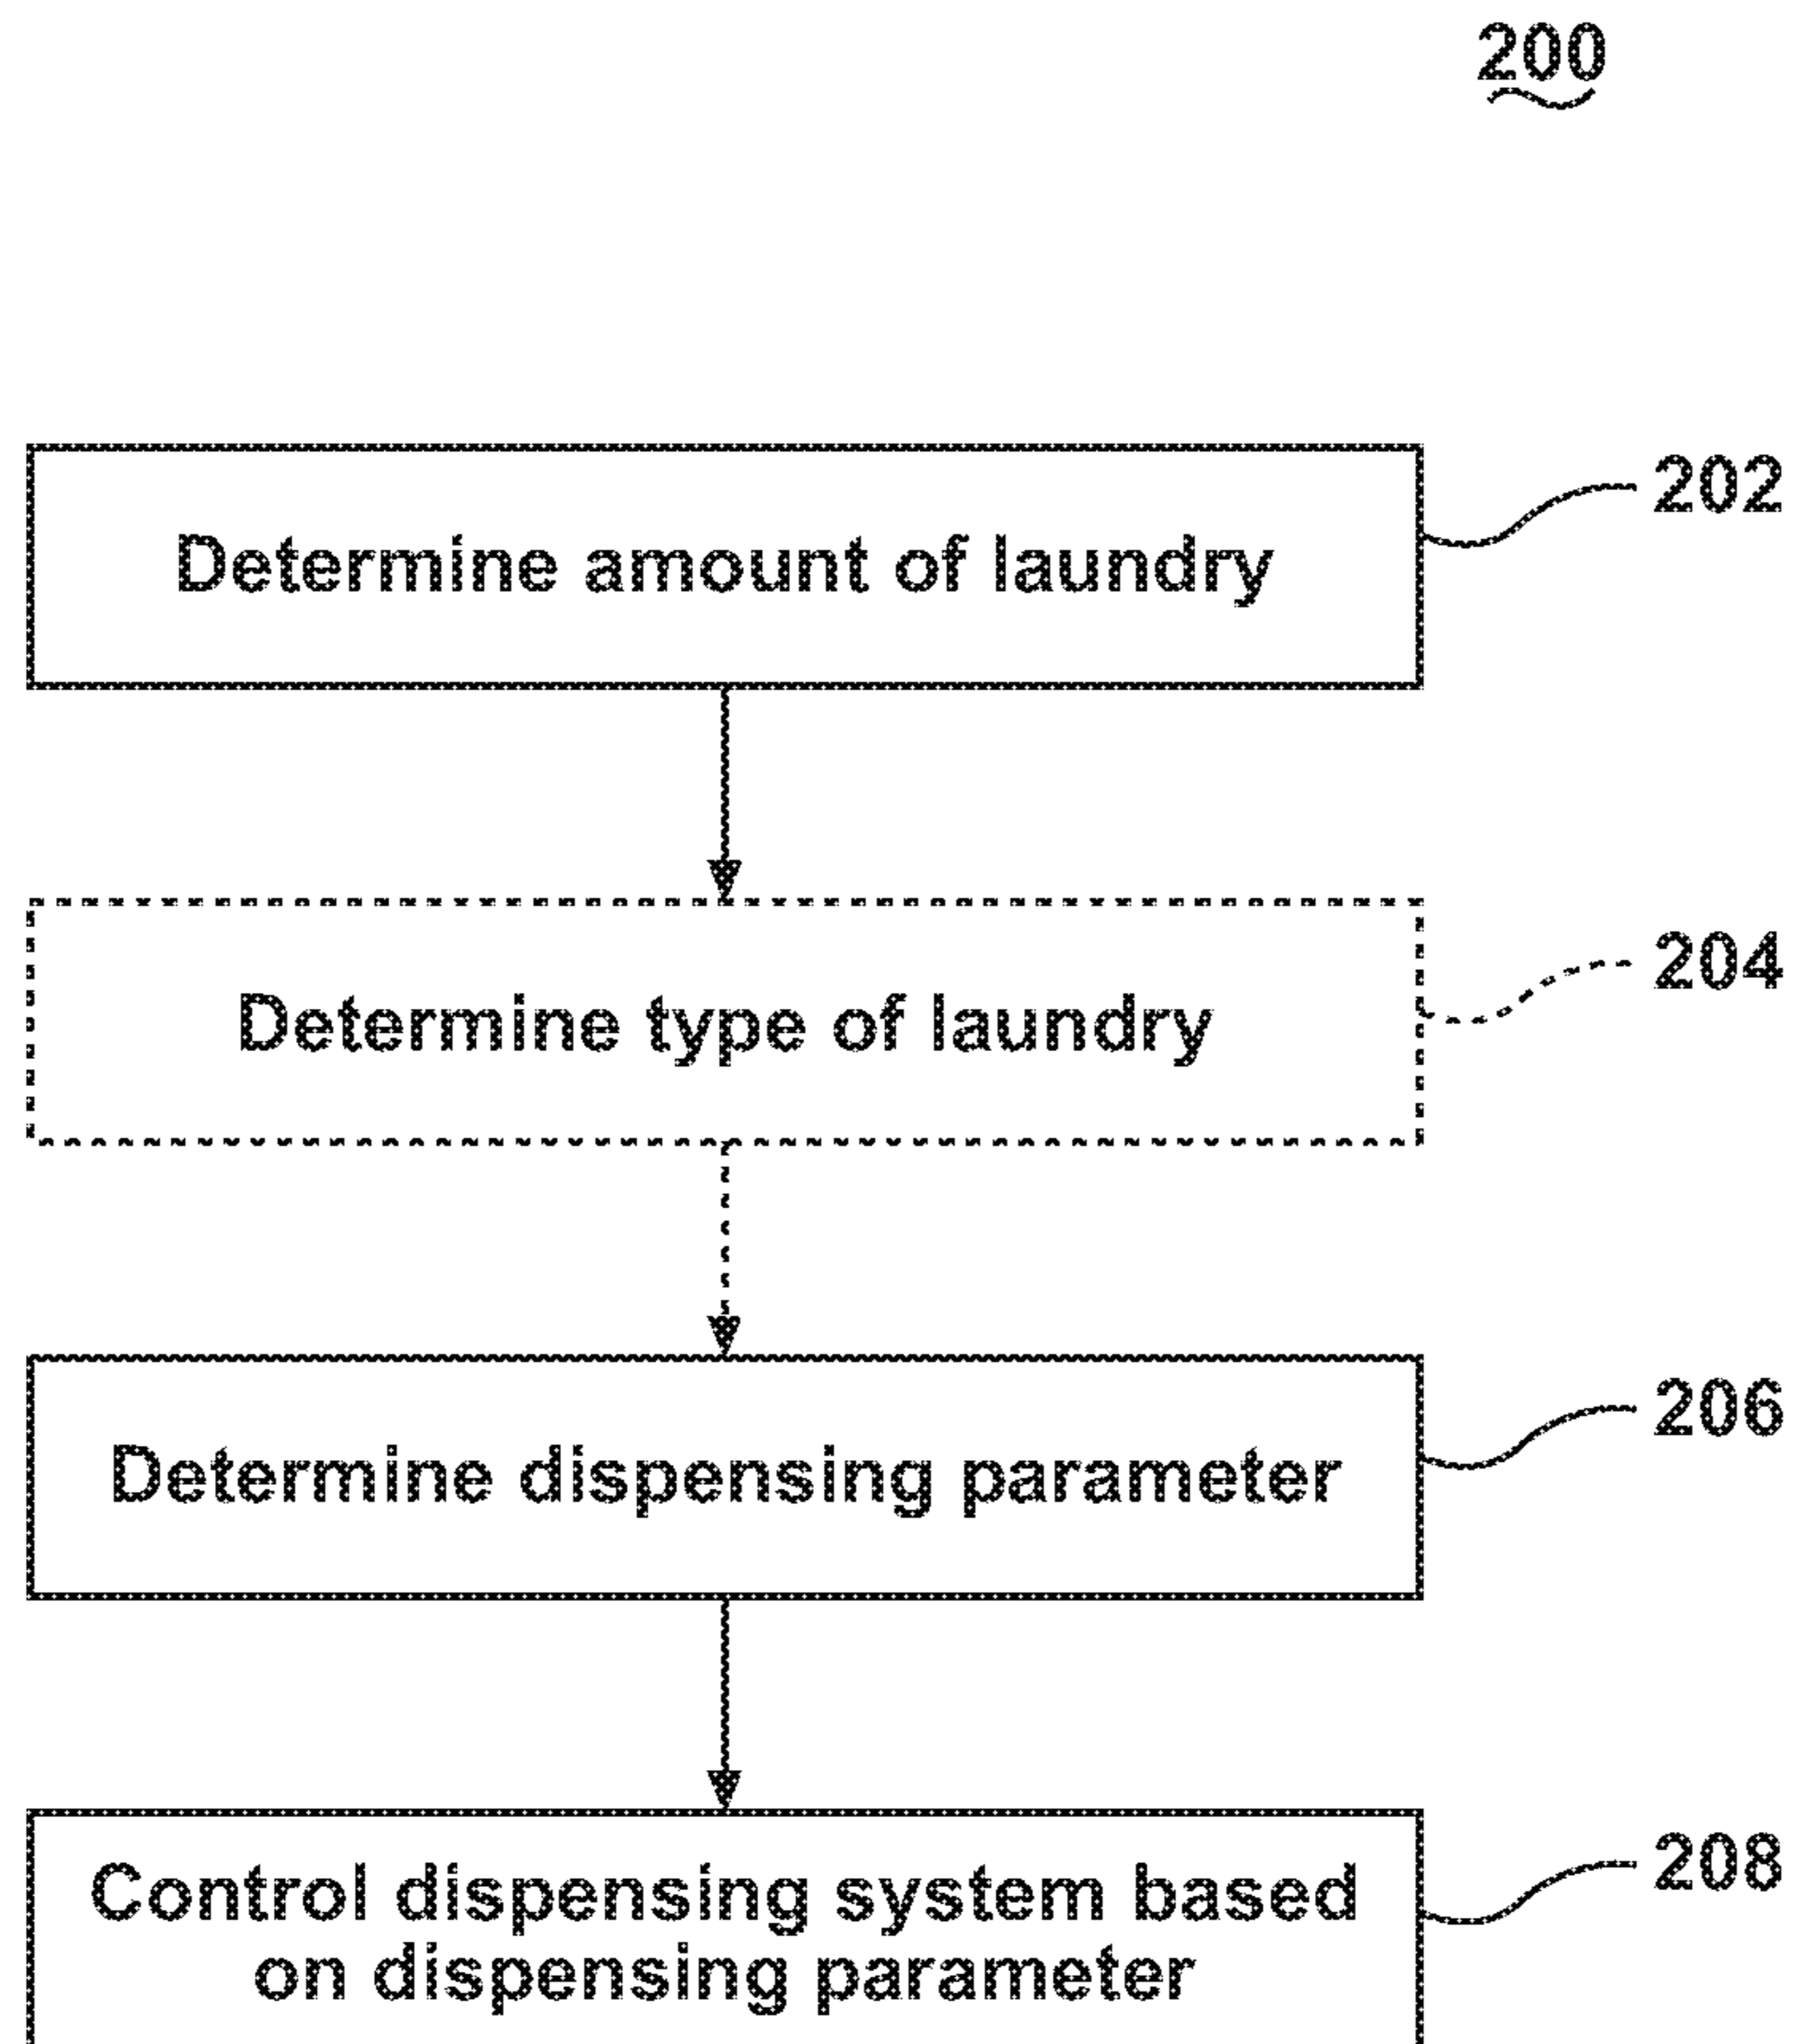 200
Determine amount of laundry
202
Determine type of laundry
204
Determine dispensing parameter
206
Control dispensing system based
on dispensing parameter
208